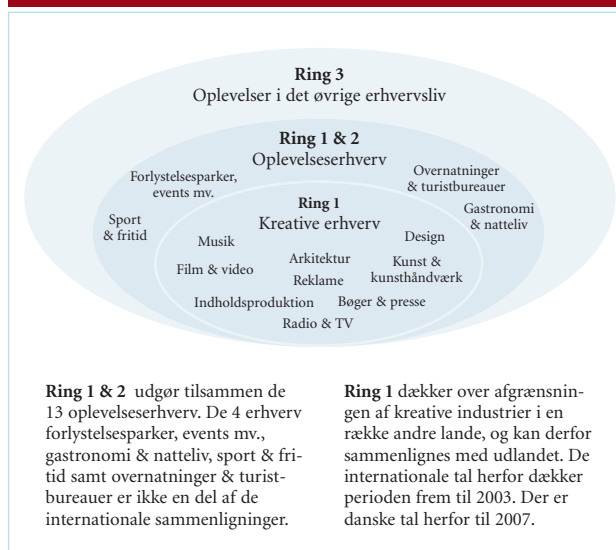 Ring 3
Oplevelser i det øvrige erhvervsliv
Ring 1 & 2
Oplevelseserhverv
Forlystelsesparker,
events mv.
Overnatninger
& turistbureauer
Sport
& fritid
Gastronomi
& natteliv
Ring 1
Kreative erhverv
Musik
Design
Film & video
Arkitektur
Kunst &
kunsthåndværk
Reklame
Indholdsproduktion
Bøger & presse
Radio & TV
Ring 1 & 2 udgør tilsammen de
13 oplevelseserhverv. De 4 erhverv
forlystelsesparker, events mv.,
gastronomi & natteliv, sport & fri-
tid samt overnatninger & turist-
bureauer er ikke en del af de
internationale sammenligninger.
Ring 1 dækker over afgrænsnin-
gen af kreative industrier i en
række andre lande, og kan derfor
sammenlignes med udlandet. De
internationale tal herfor dækker
perioden frem til 2003. Der er
danske tal herfor til 2007.